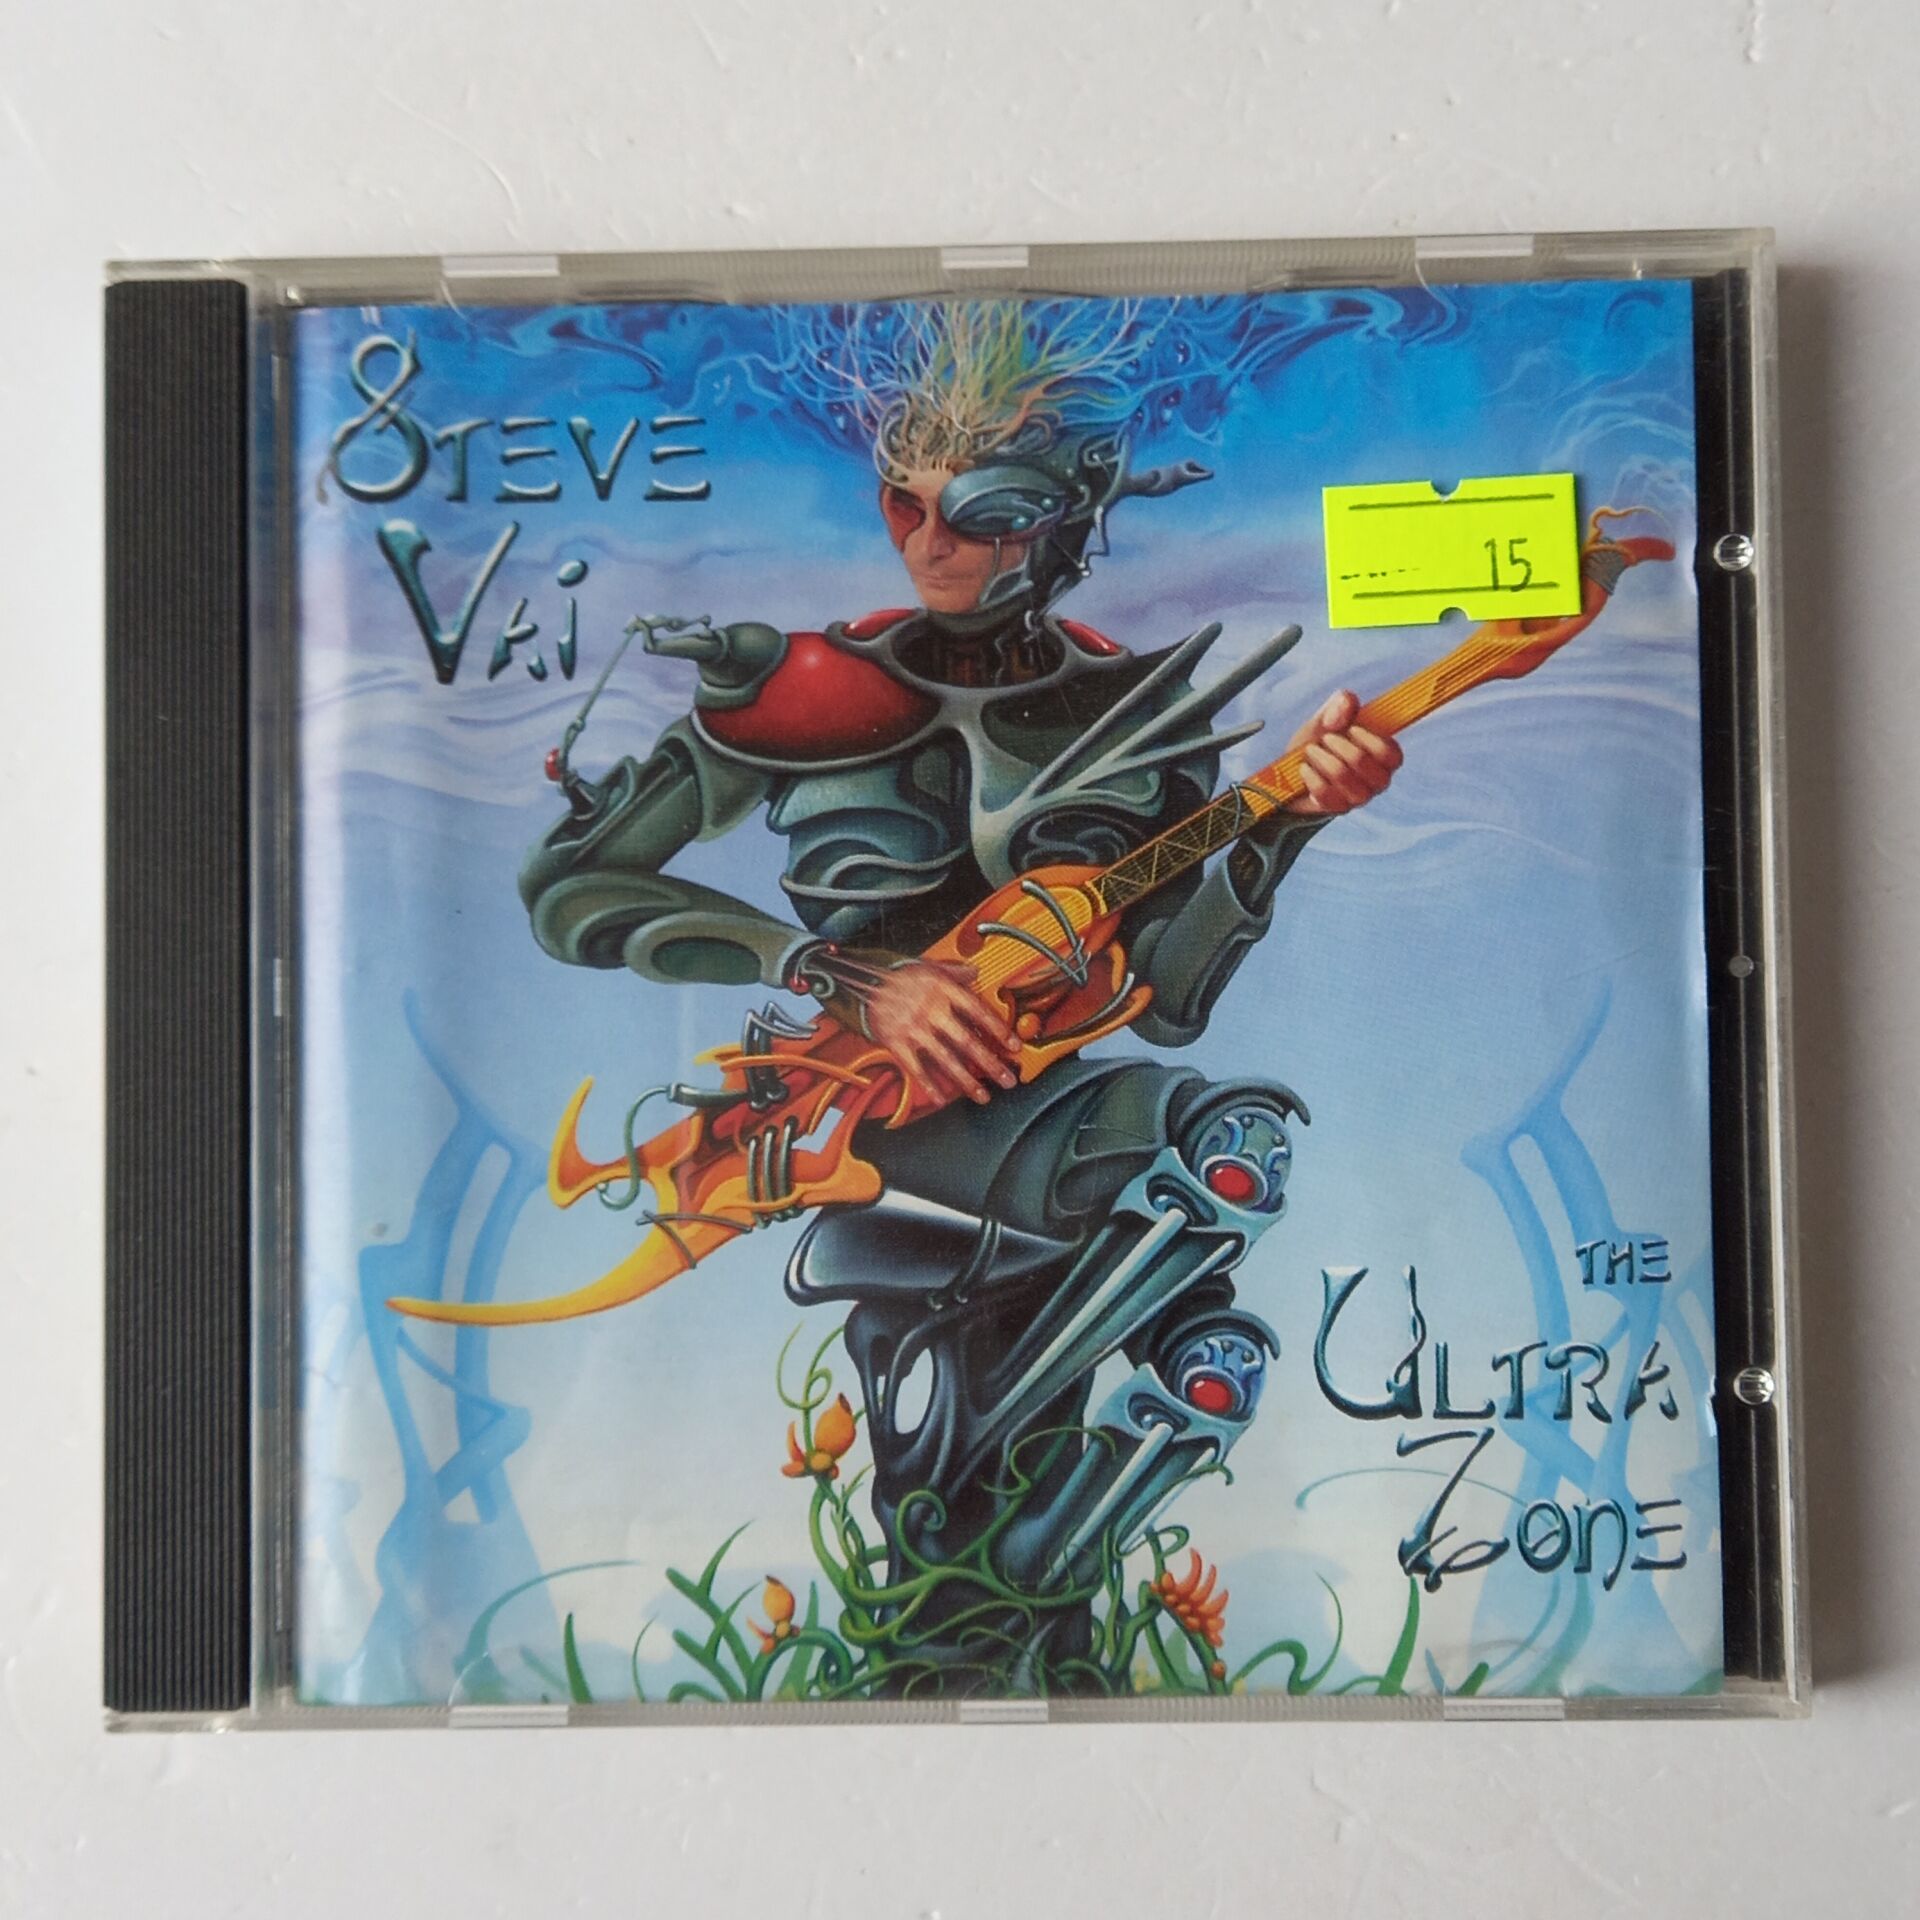 STEVE
VAI
15
THE
ULTRA
ZONE